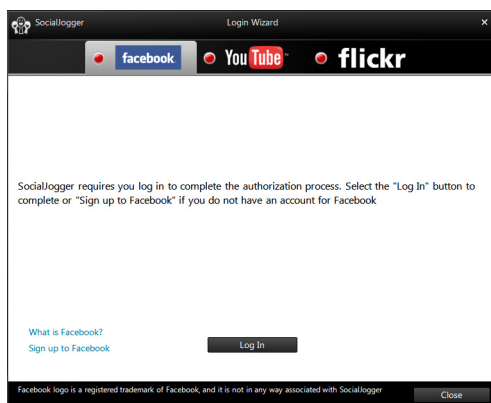 SocialJogger Login Wizard ×
facebook YouTube flickr
SocialJogger requires you log in to complete the authorization process. Select the "Log In" button to
complete or "Sign up to Facebook" if you do not have an account for Facebook
What is Facebook?
Sign up to Facebook
Log In
Facebook logo is a registered trademark of Facebook, and it is not in any way associated with SocialJogger
Close